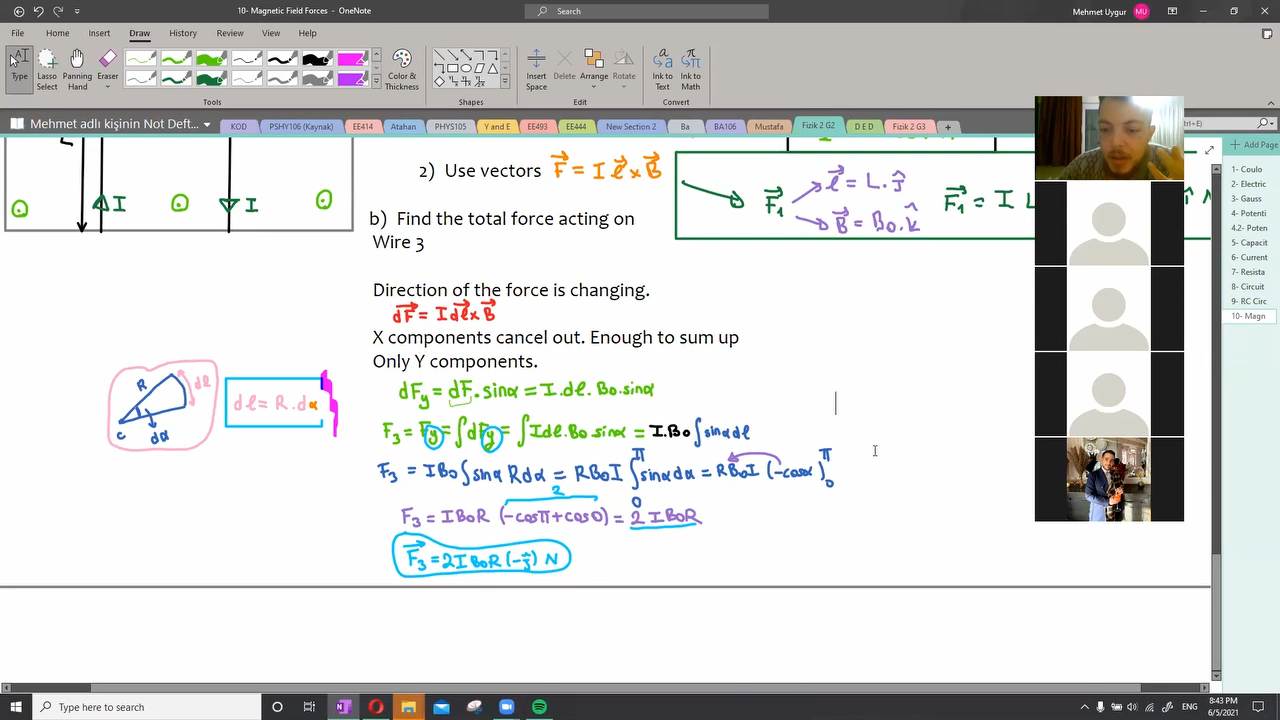 10- Magnetic Field Forces - OneNote
Search
Mehmet Uygur
MU
File Home Insert Draw History Review View Help
Type
Lasso Select
Panning Hand
Eraser
Color & Thickness
Insert Space
Delete
Arrange
Rotate
Ink to Text
Ink to Math
Tools
Shapes
Edit
Convert
Mehmet adlı kişinin Not Deft...
KOD PSHY106 (Kaynak) EE414 Atahan PHYS105 Y and E EE493 EE444 New Section 2 Ba BA106 Mustafa Fizik 2 G2 D E D Fizik 2 G3 +
Ctrl+E)
Add Page
1- Coulo
2- Electric
3- Gauss
4- Potenti
4.2- Poten
5- Capacit
6- Current
7- Resista
8- Circuit
9- RC Circ
10- Magn
I
I
2) Use vectors F⃗ = I l⃗ x B⃗
F⃗₁
l⃗ = L.ĵ
B⃗ = B₀.k̂
F⃗₁ = I L
b) Find the total force acting on
Wire 3
Direction of the force is changing.
dF⃗ = I dl⃗ x B⃗
X components cancel out. Enough to sum up
Only Y components.
R
dl
c
dα
dl = R.dα
dFy = dF.sinα = I.dl.B₀.sinα
F₃ = Fy = ∫dFy = ∫Idl.B₀.sinα = I.B₀ ∫sinαdl
F₃ = IB₀∫sinα Rdα = RB₀I ∫₀^π sinαdα = RB₀I (-cosα)₀^π
2
F₃ = IB₀R (-cosπ+cos0) = 2IB₀R
F⃗₃ = 2IB₀R(-ĵ) N
Type here to search
ENG
8:43 PM
6/5/2021